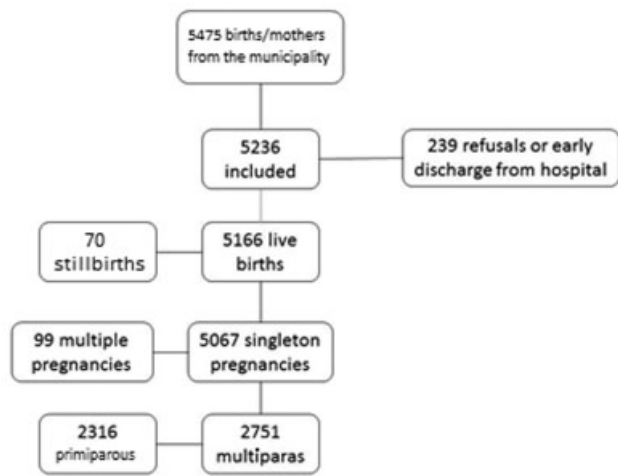 5475 births/mothers
from the municipality
5236
included
239 refusals or early
discharge from hospital
70
stillbirths
5166 live
births
99 multiple
pregnancies
5067 singleton
pregnancies
2316
primiparous
2751
multiparas